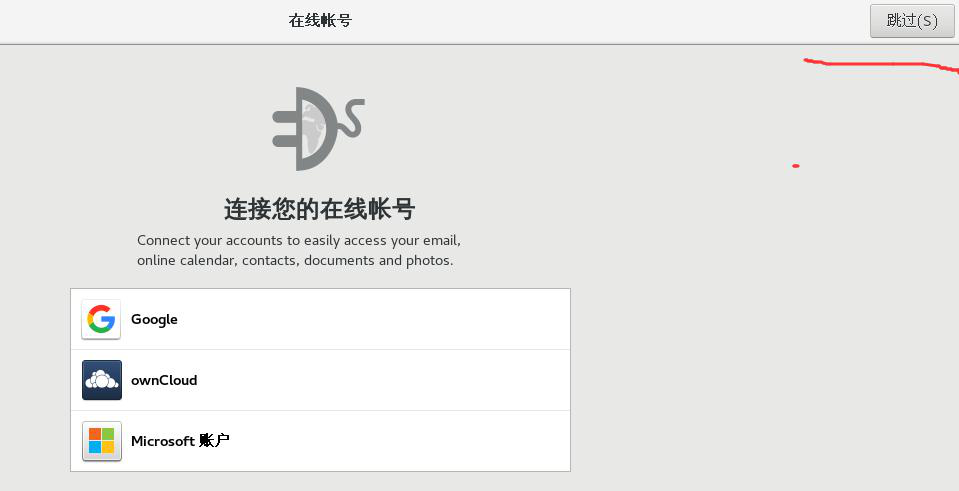 在线帐号
跳过(S)
连接您的在线帐号
Connect your accounts to easily access your email,
online calendar, contacts, documents and photos.
Google
ownCloud
Microsoft 账户